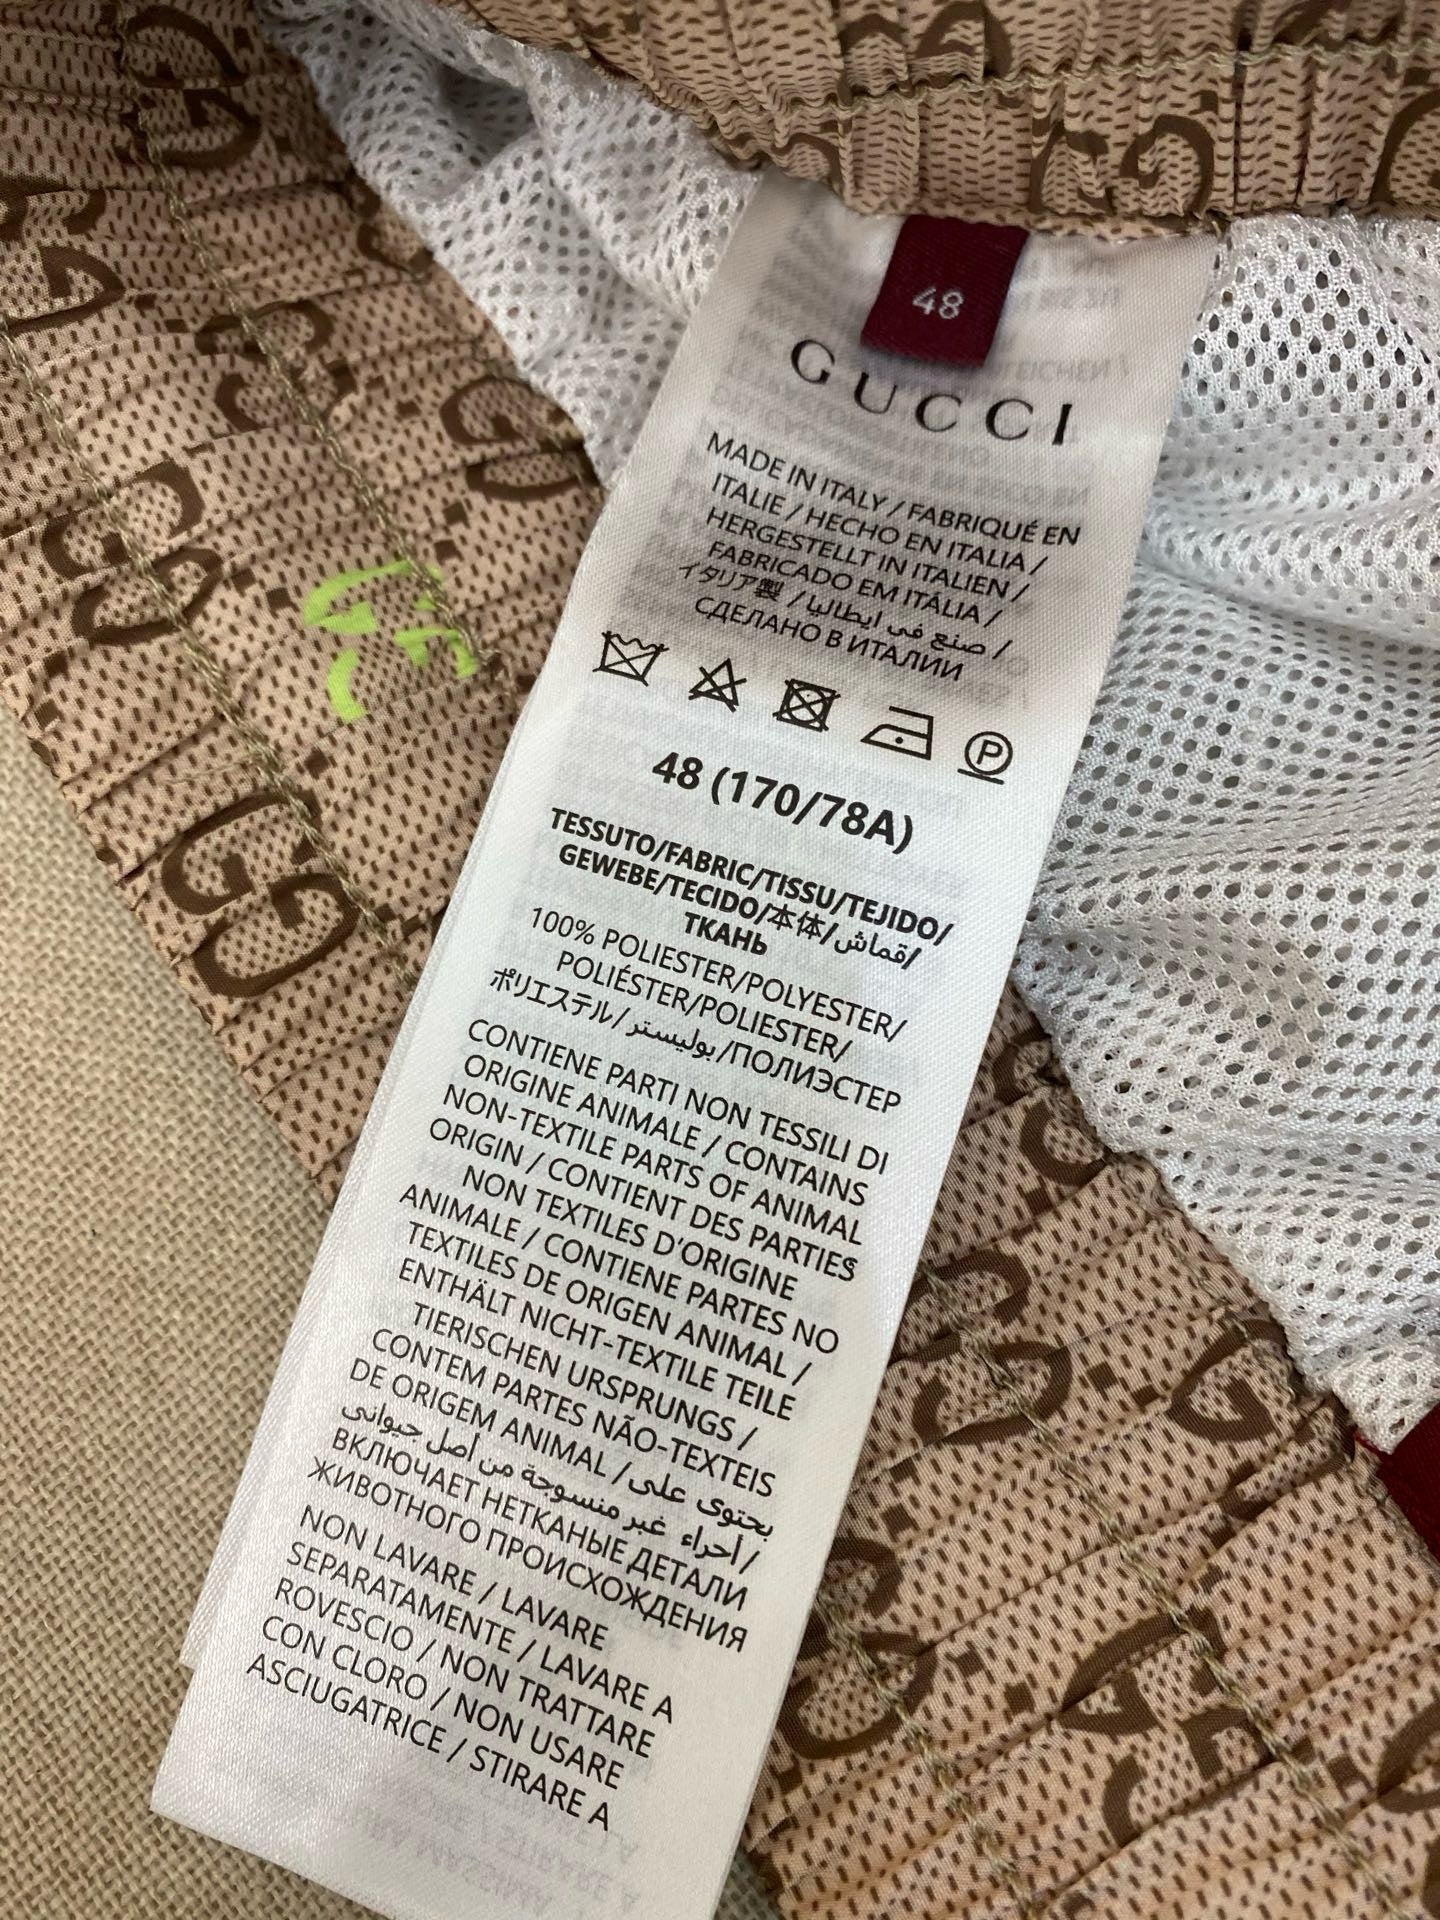 48
GUCCI
MADE IN ITALY / FABRIQUÉ EN
ITALIE / HECHO EN ITALIA /
HERGESTELLT IN ITALIEN /
FABRICADO EM ITÁLIA /
イタリア製 / صنع في ايطاليا /
СДЕЛАНО В ИТАЛИИ
P
48 (170/78A)
TESSUTO/FABRIC/TISSU/TEJIDO/
GEWEBE/TECIDO/本体/قماش/
ТКАНЬ
100% POLIESTER/POLYESTER/
POLIÉSTER/POLIESTER/
ポリエステル/بوليستر/ПОЛИЭСТЕР
CONTIENE PARTI NON TESSILI DI
ORIGINE ANIMALE / CONTAINS
NON-TEXTILE PARTS OF ANIMAL
ORIGIN / CONTIENT DES PARTIES
NON TEXTILES D'ORIGINE
ANIMALE / CONTIENE PARTES NO
TEXTILES DE ORIGEN ANIMAL /
ENTHÄLT NICHT-TEXTILE TEILE
TIERISCHEN URSPRUNGS /
CONTEM PARTES NÃO-TEXTEIS
DE ORIGEM ANIMAL / يحتوى على
أجزاء غير منسوجة من أصل حيوانى /
ВКЛЮЧАЕТ НЕТКАНЫЕ ДЕТАЛИ
ЖИВОТНОГО ПРОИСХОЖДЕНИЯ
NON LAVARE / LAVARE
SEPARATAMENTE / LAVARE A
ROVESCIO / NON TRATTARE
CON CLORO / NON USARE
ASCIUGATRICE / STIRARE A